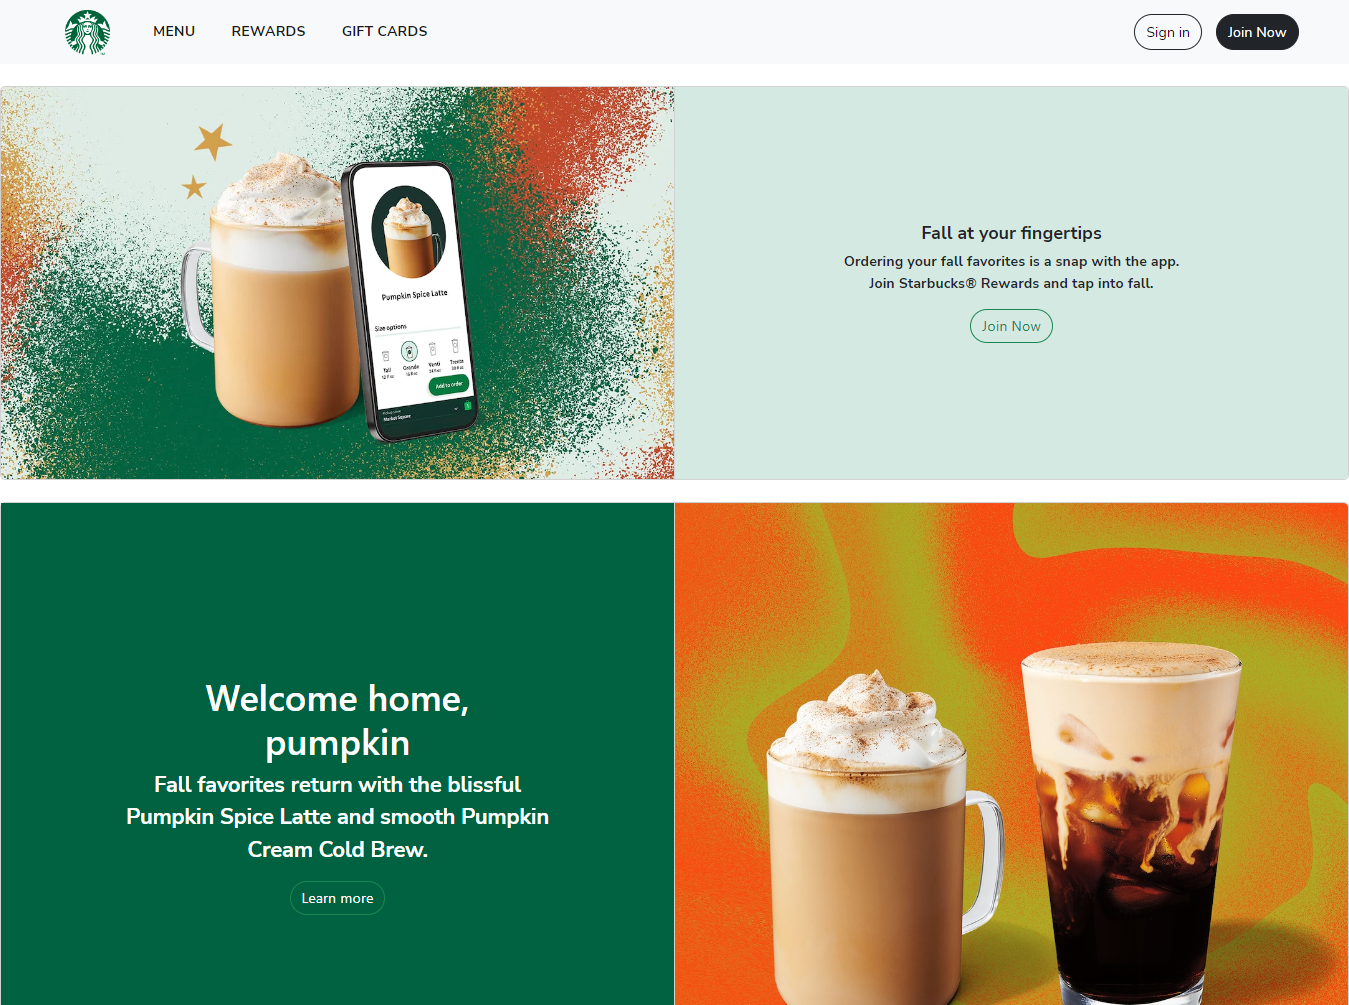 MENU
REWARDS
GIFT CARDS
Sign in
Join Now
Pumpkin Spice Latte
Size options
Tall
Grande
Venti
Trenta
Add to order
Market Square
Fall at your fingertips
Ordering your fall favorites is a snap with the app.
Join Starbucks® Rewards and tap into fall.
Join Now
Welcome home,
pumpkin
Fall favorites return with the blissful
Pumpkin Spice Latte and smooth Pumpkin
Cream Cold Brew.
Learn more